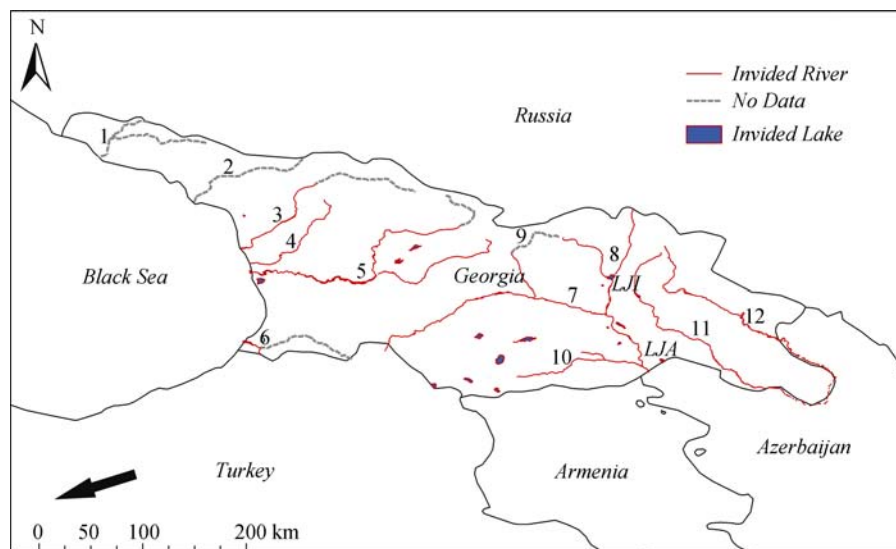 N
Invided River
No Data
Invided Lake
Russia
1
2
3
4
5
6
7
8
9
10
11
12
Black Sea
Georgia
LJI
LJA
Azerbaijan
Turkey
Armenia
0 50 100 200 km